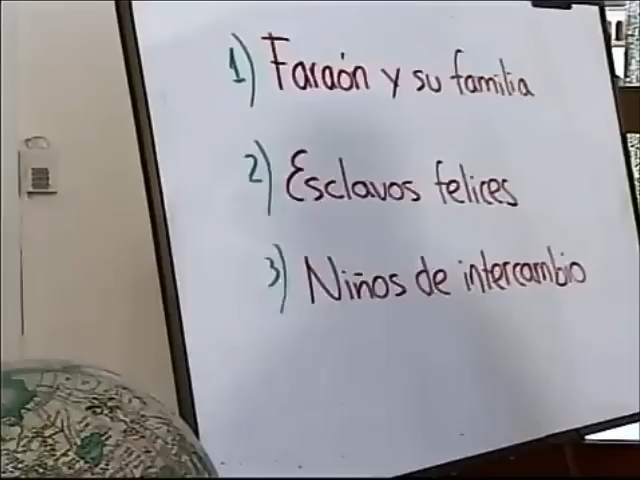 1) Faraón y su familia
2) Esclavos felices
3) Niños de intercambio